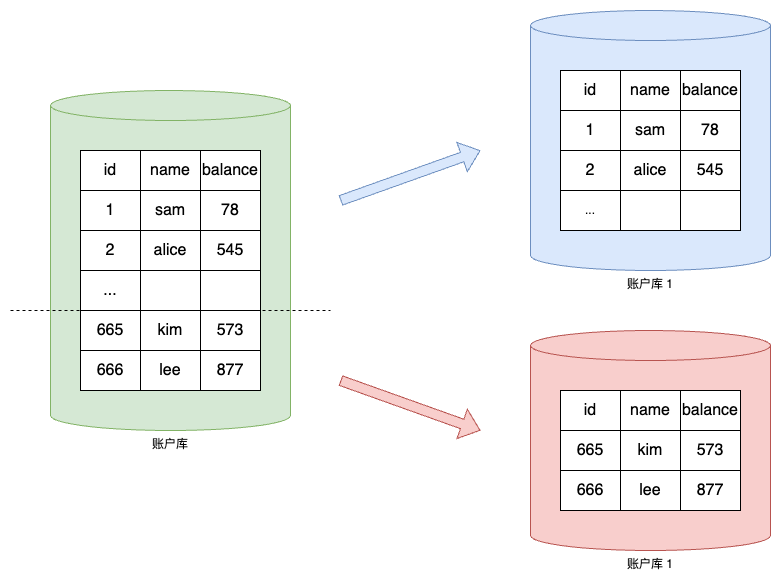 id name balance
1 sam 78
2 alice 545
...
665 kim 573
666 lee 877
账户库
id name balance
1 sam 78
2 alice 545
...
账户库 1
id name balance
665 kim 573
666 lee 877
账户库 1